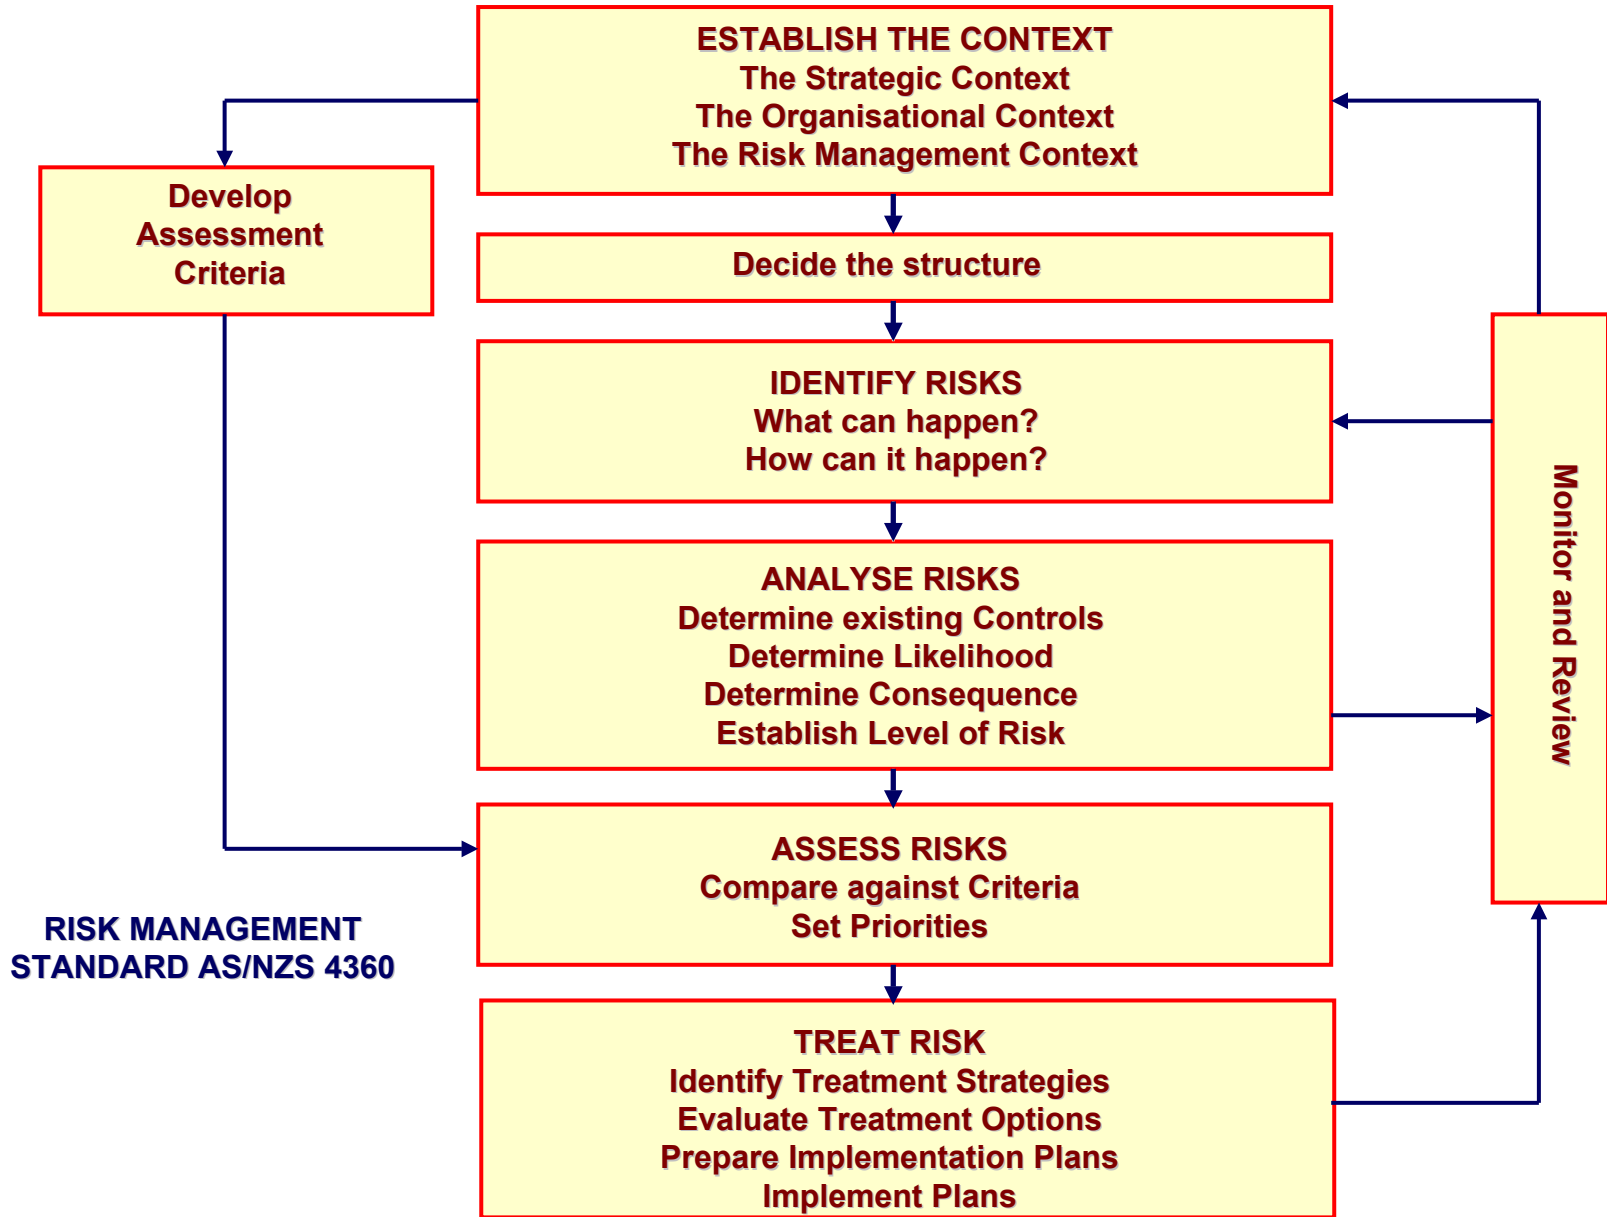 ESTABLISH THE CONTEXT
The Strategic Context
The Organisational Context
The Risk Management Context
Develop
Assessment
Criteria
Decide the structure
IDENTIFY RISKS
What can happen?
How can it happen?
Monitor and Review
ANALYSE RISKS
Determine existing Controls
Determine Likelihood
Determine Consequence
Establish Level of Risk
ASSESS RISKS
Compare against Criteria
Set Priorities
RISK MANAGEMENT
STANDARD AS/NZS 4360
TREAT RISK
Identify Treatment Strategies
Evaluate Treatment Options
Prepare Implementation Plans
Implement Plans